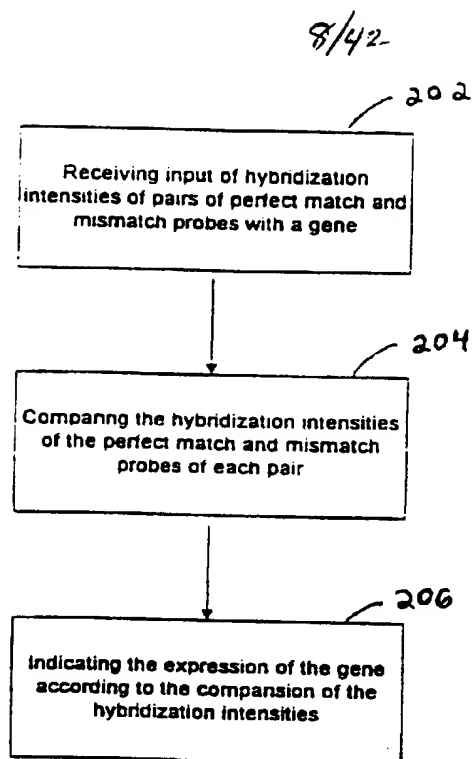 8/42
202
Receiving input of hybridization
intensities of pairs of perfect match and
mismatch probes with a gene
204
Comparing the hybridization intensities
of the perfect match and mismatch
probes of each pair
206
Indicating the expression of the gene
according to the comparision of the
hybridization intensities